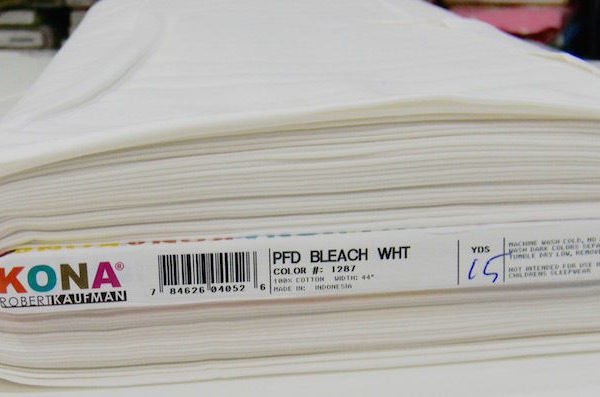 KONA®
ROBERT KAUFMAN
7 84626 04052 6
PFD BLEACH WHT
COLOR #: 1287
100% COTTON WIDTH: 44"
MADE IN: INDONESIA
YDS
15
MACHINE WASH COLD, NO
WASH DARK COLORS SEPA
TUMBLE DRY LOW, REMOV
NOT INTENDED FOR USE
CHILDRENS SLEEPWEAR